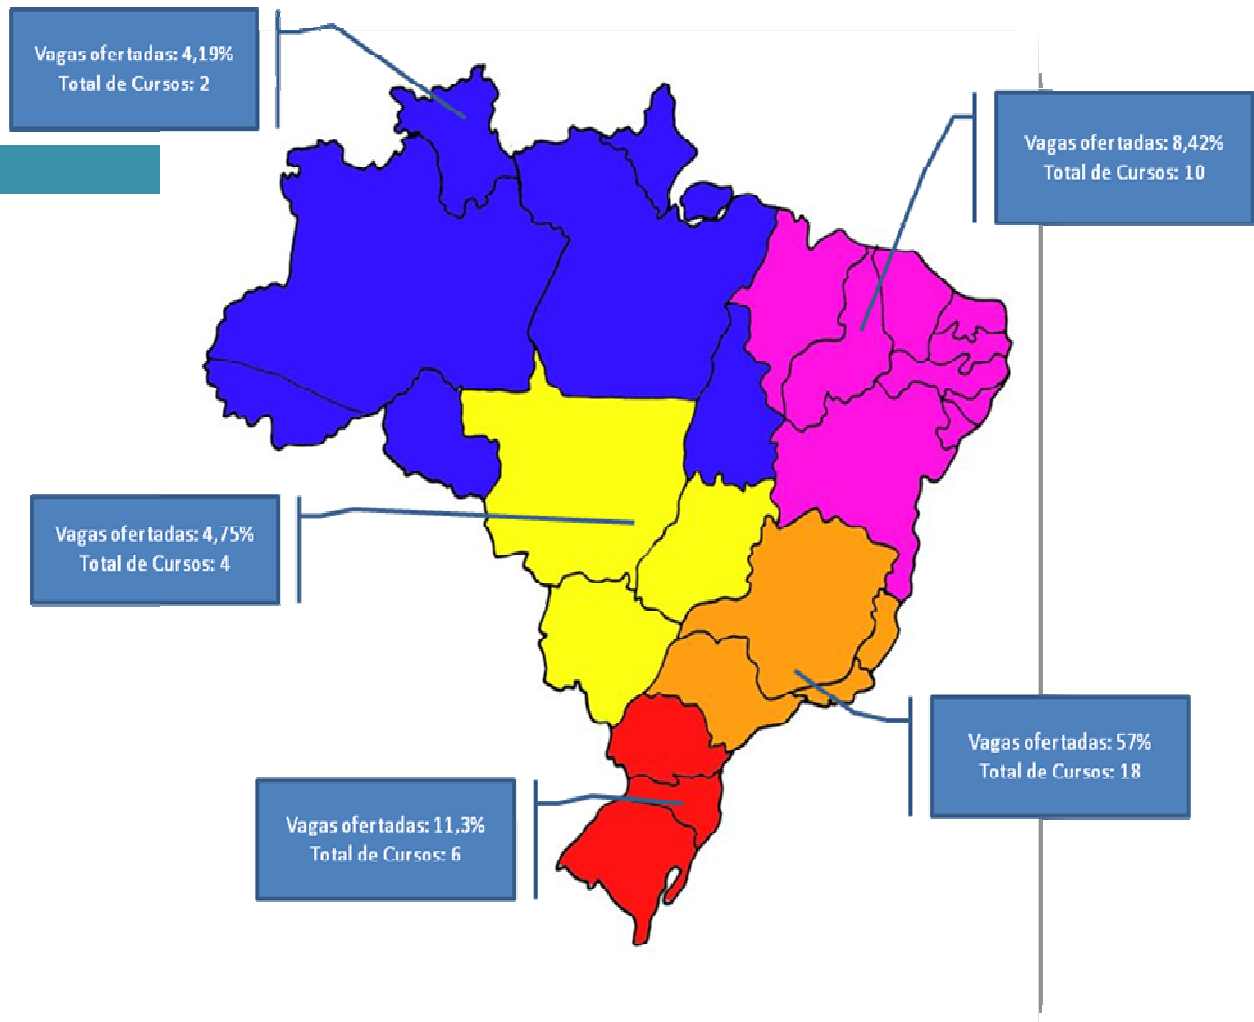 Vagas ofertadas: 4,19%
Total de Cursos: 2
Vagas ofertadas: 8,42%
Total de Cursos: 10
Vagas ofertadas: 4,75%
Total de Cursos: 4
Vagas ofertadas: 57%
Total de Cursos: 18
Vagas ofertadas: 11,3%
Total de Cursos: 6